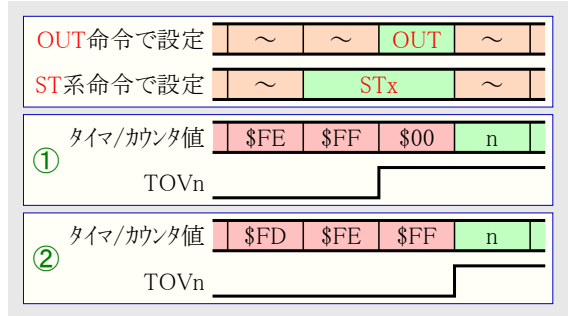 OUT命令で設定 ～ ～ OUT ～
ST系命令で設定 ～ STx ～
① ﾀｲﾏ/ｶｳﾝﾀ値 $FE $FF $00 n
TOVn
② ﾀｲﾏ/ｶｳﾝﾀ値 $FD $FE $FF n
TOVn